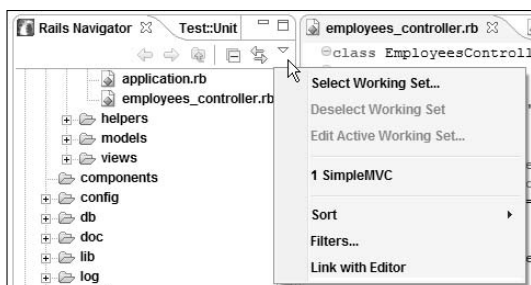 Rails Navigator Test::Unit employees_controller.rb
class EmployeesControl
application.rb
employees_controller.rb
helpers
models
views
components
config
db
doc
lib
log
Select Working Set...
Deselect Working Set
Edit Active Working Set...
1 SimpleMVC
Sort
Filters...
Link with Editor